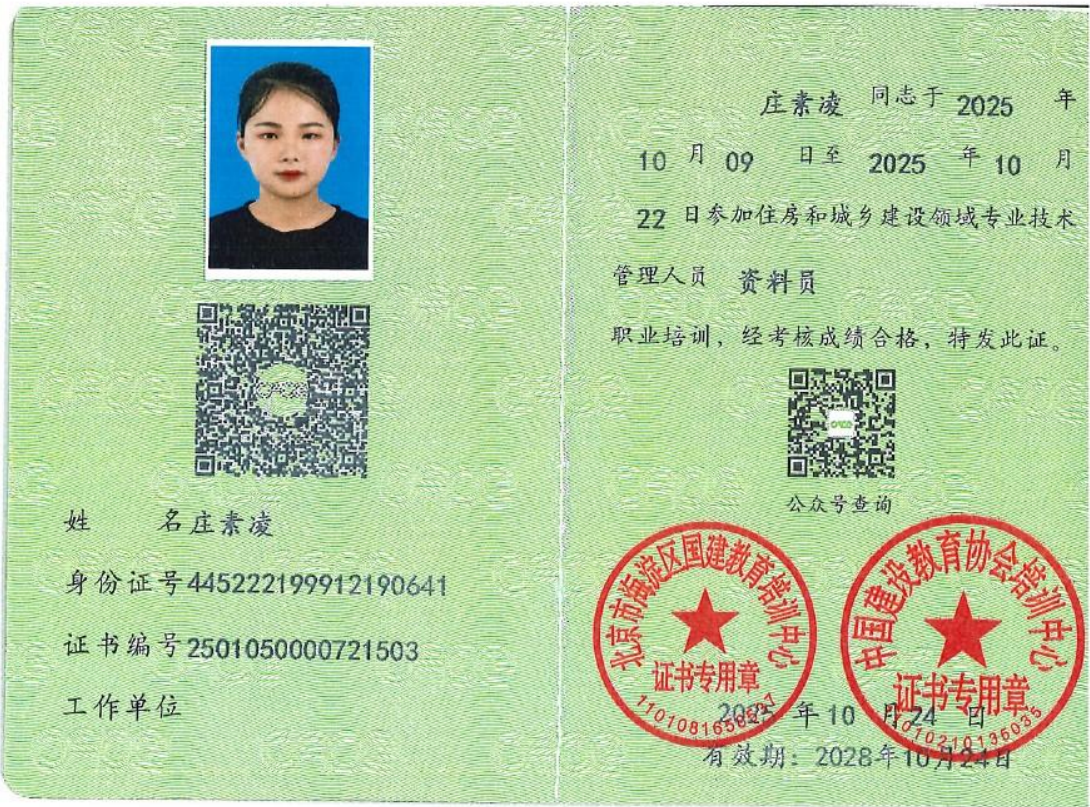 姓 名庄素凌
身份证号445222199912190641
证书编号2501050000721503
工作单位
庄素凌 同志于 2025 年
10 月 09 日至 2025 年 10 月
22 日参加住房和城乡建设领域专业技术
管理人员 资料员
职业培训，经考核成绩合格，特发此证。
公众号查询
北京市海淀区国建教育培训中心
证书专用章
中国建设教育协会培训中心
证书专用章
2025 年 10 月 24 日
有效期：2028年10月24日